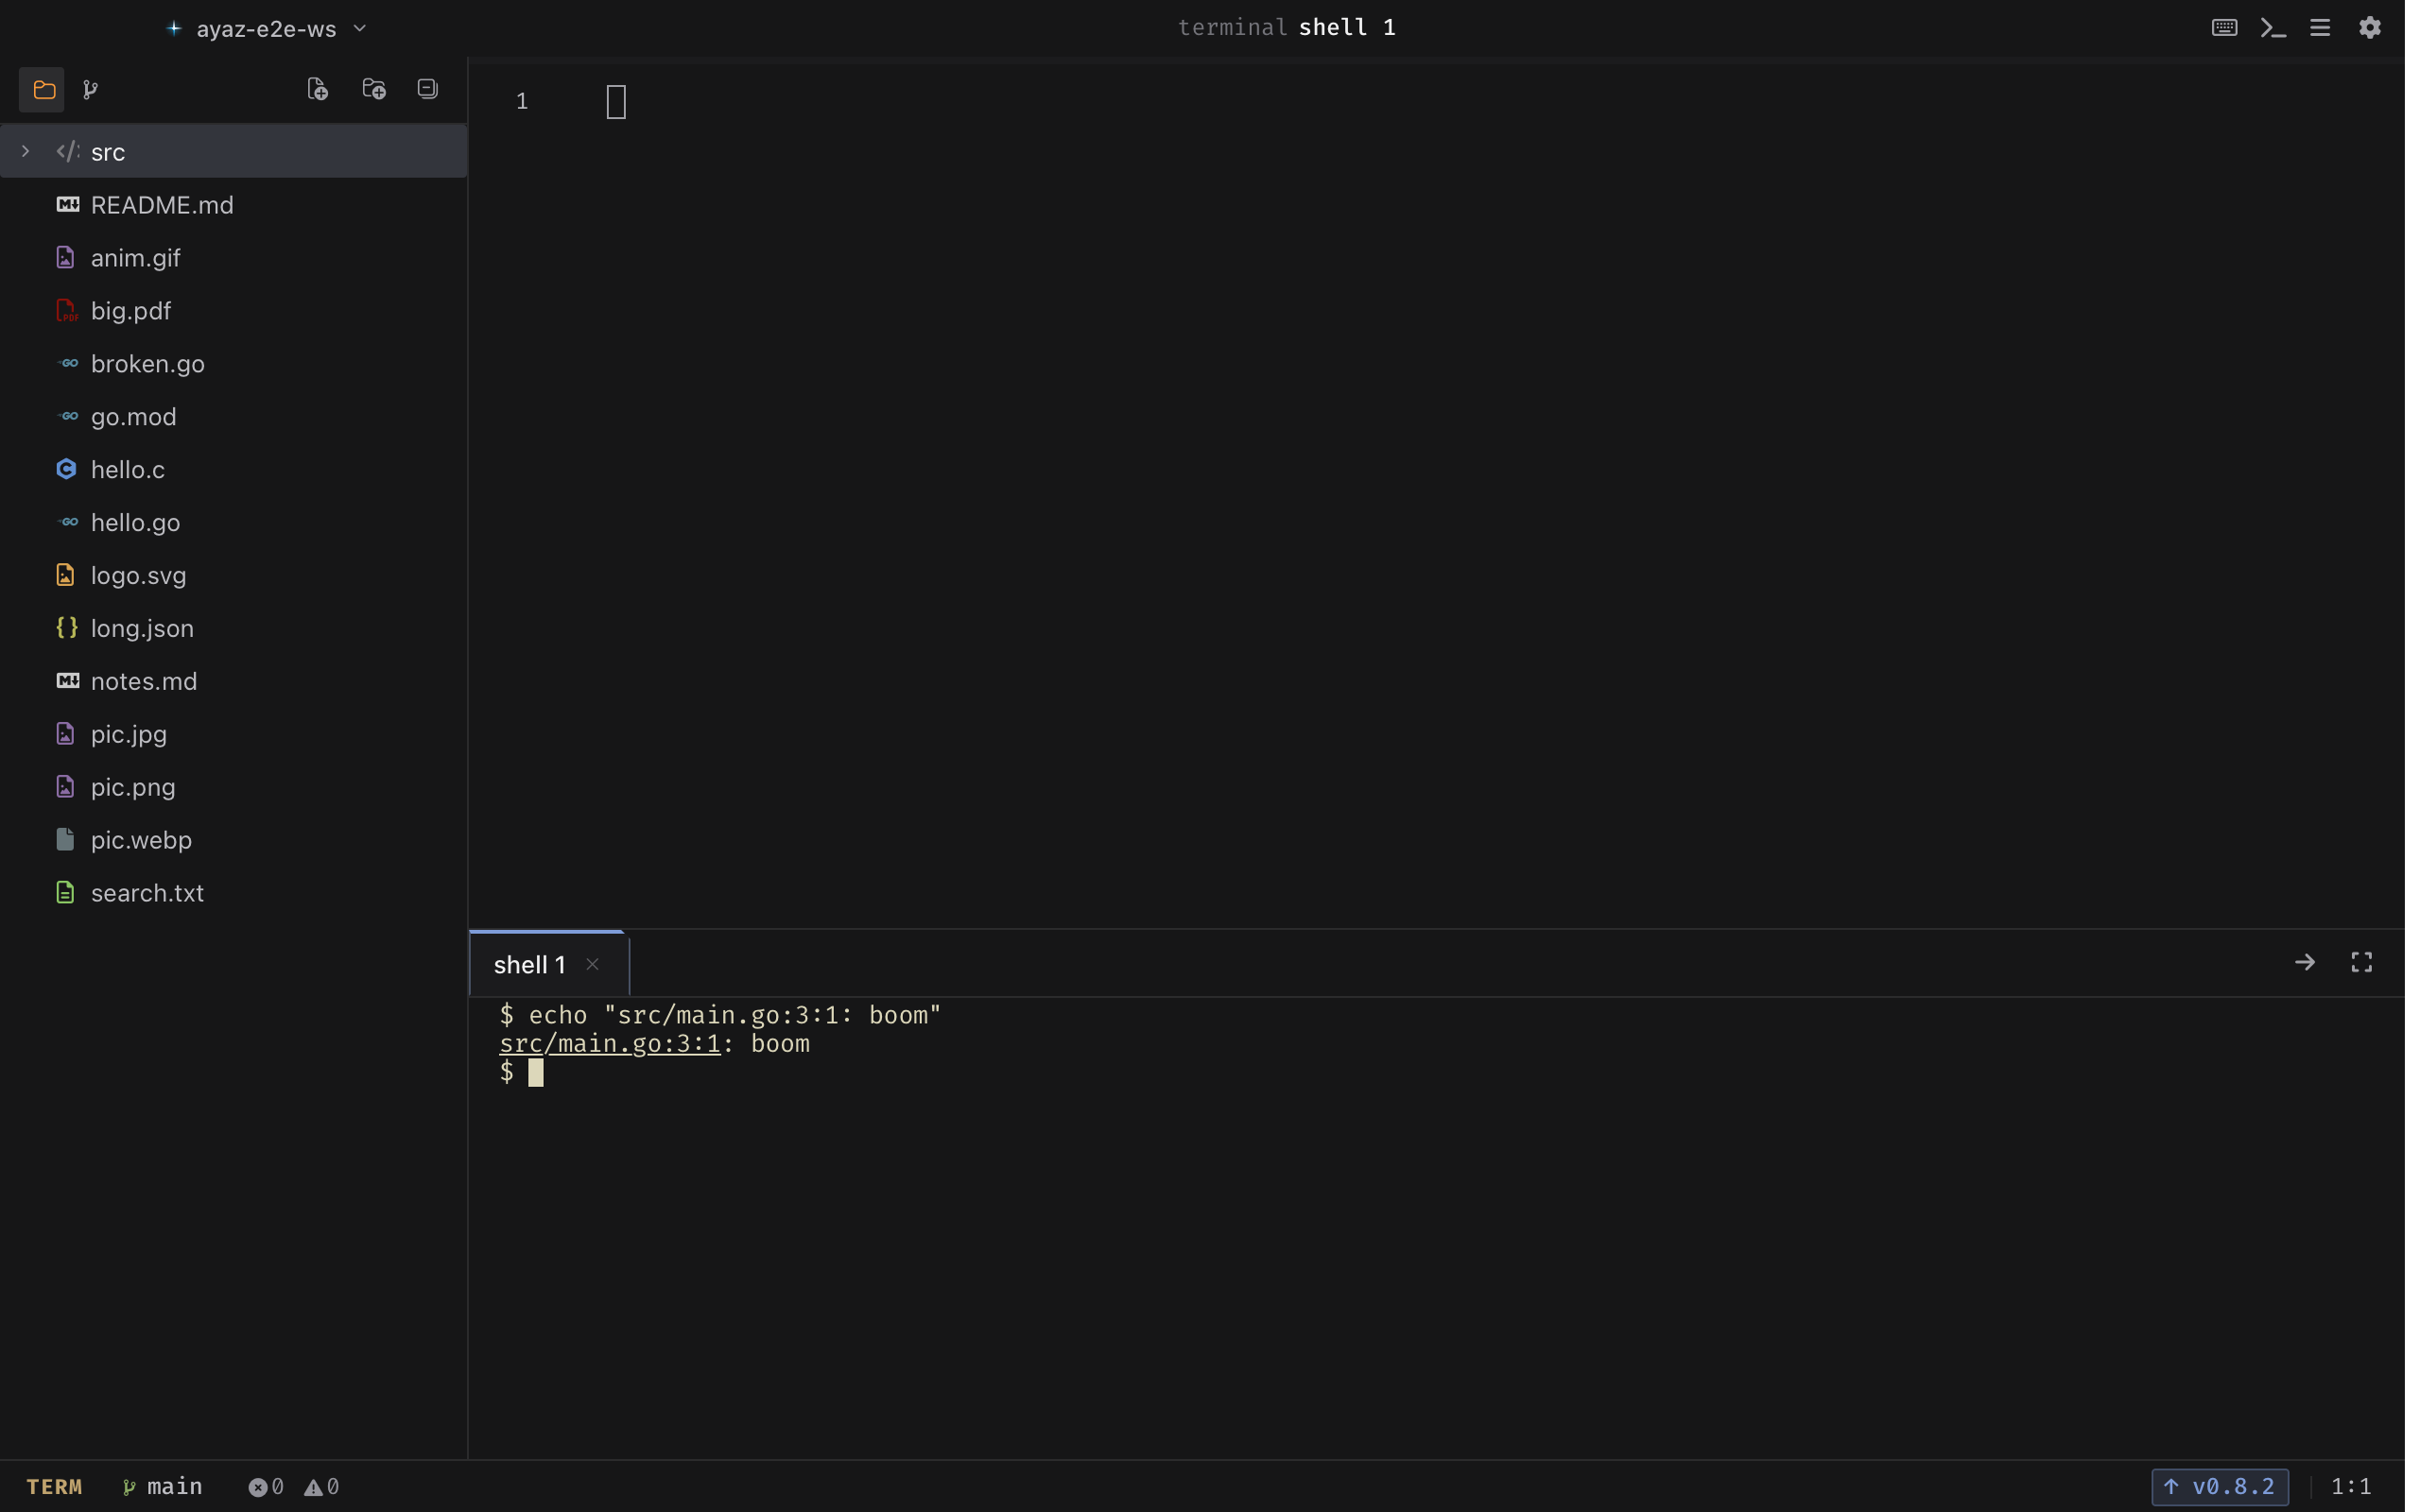 ayaz-e2e-ws
terminal shell 1
1
src
README.md
anim.gif
big.pdf
broken.go
go.mod
hello.c
hello.go
logo.svg
long.json
notes.md
pic.jpg
pic.png
pic.webp
search.txt
shell 1
$ echo "src/main.go:3:1: boom"
src/main.go:3:1: boom
$
TERM main 0 0 ↑ v0.8.2 1:1